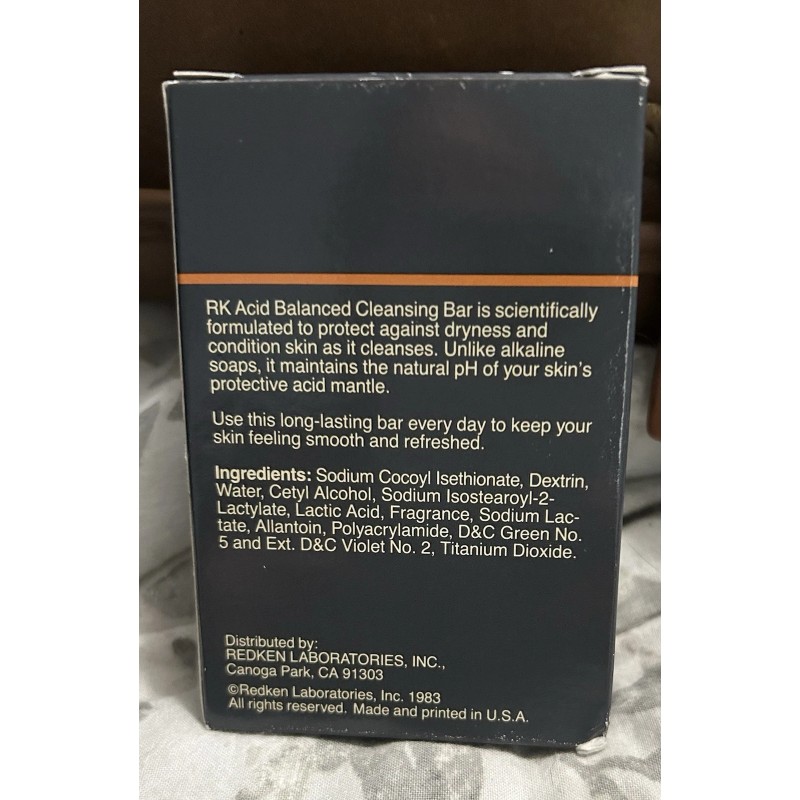 RK Acid Balanced Cleansing Bar is scientifically
formulated to protect against dryness and
condition skin as it cleanses. Unlike alkaline
soaps, it maintains the natural pH of your skin's
protective acid mantle.
Use this long-lasting bar every day to keep your
skin feeling smooth and refreshed.
Ingredients: Sodium Cocoyl Isethionate, Dextrin,
Water, Cetyl Alcohol, Sodium Isostearoyl-2-
Lactylate, Lactic Acid, Fragrance, Sodium Lac-
tate, Allantoin, Polyacrylamide, D&C Green No.
5 and Ext. D&C Violet No. 2, Titanium Dioxide.
Distributed by:
REDKEN LABORATORIES, INC.,
Canoga Park, CA 91303
©Redken Laboratories, Inc. 1983
All rights reserved. Made and printed in U.S.A.